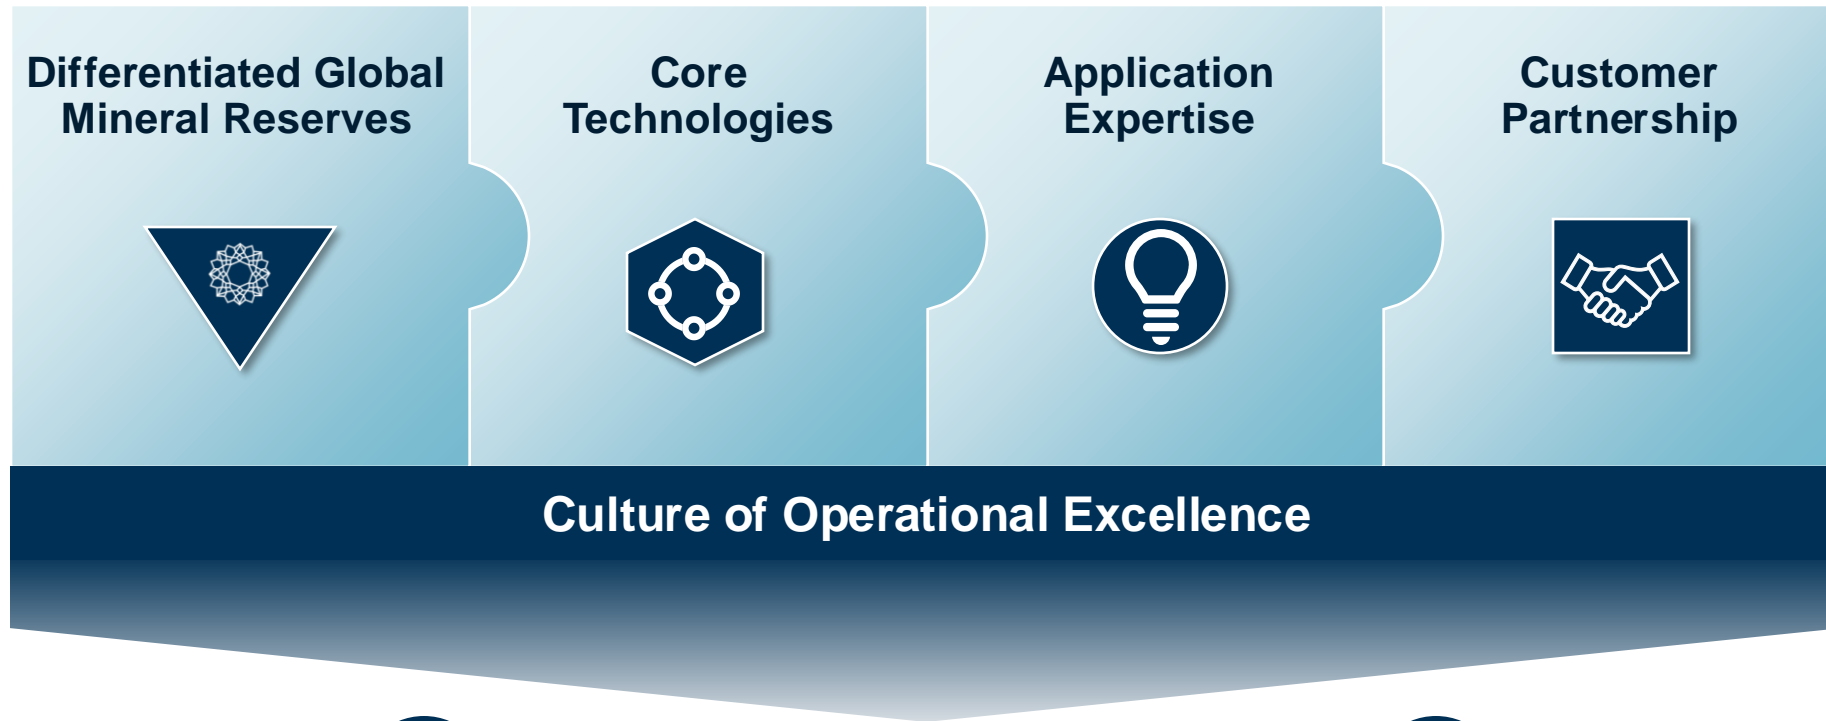 Differentiated Global
Mineral Reserves
Core
Technologies
Application
Expertise
Customer
Partnership
Culture of Operational Excellence